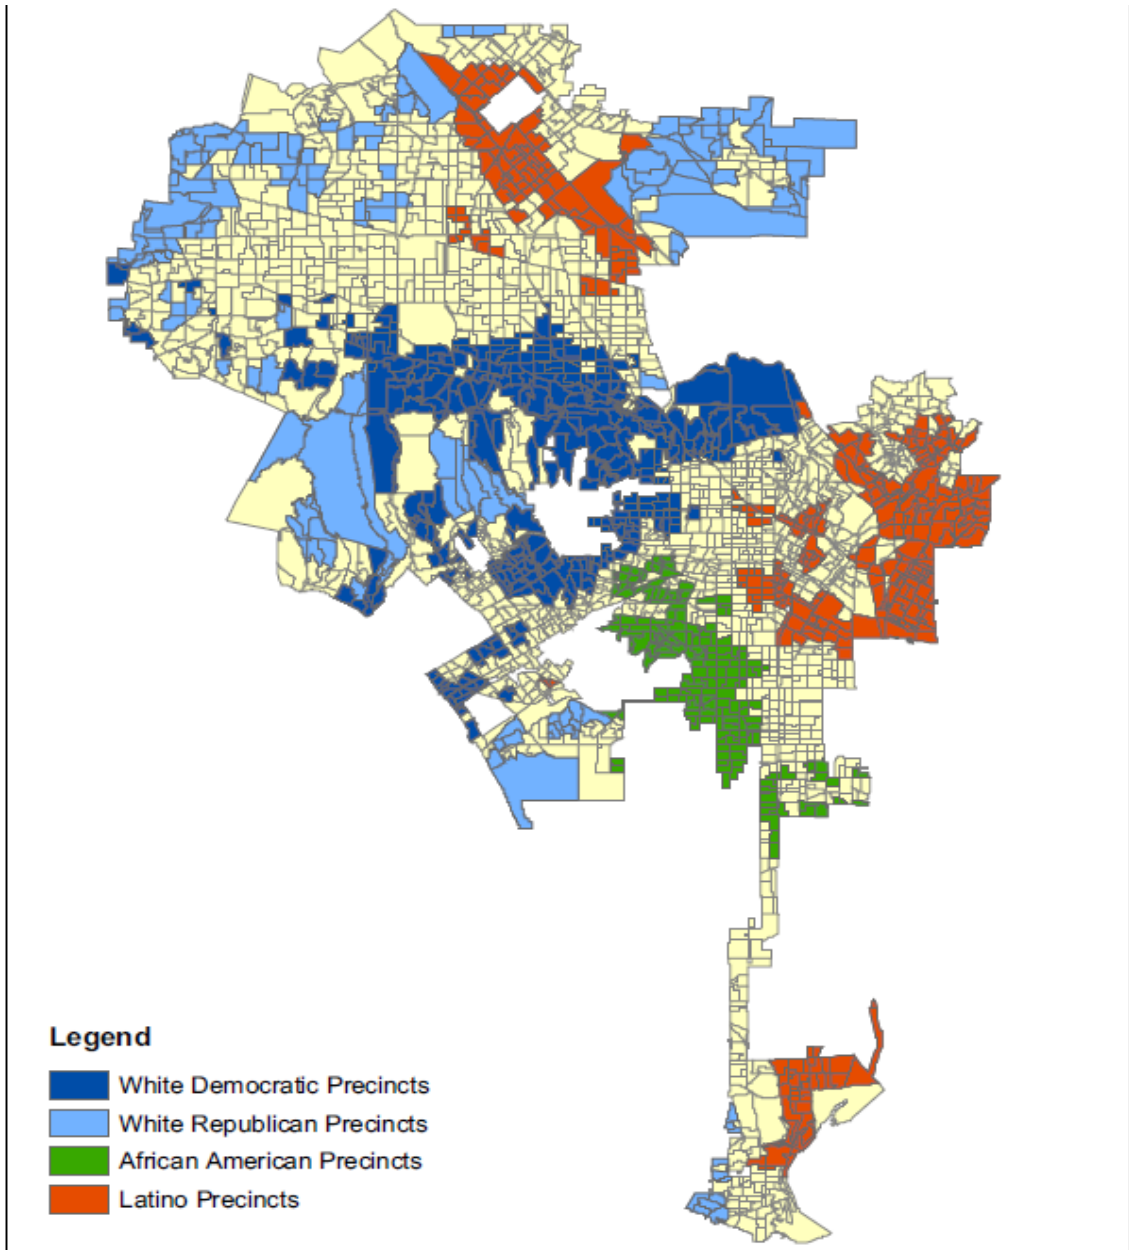 Legend
White Democratic Precincts
White Republican Precincts
African American Precincts
Latino Precincts